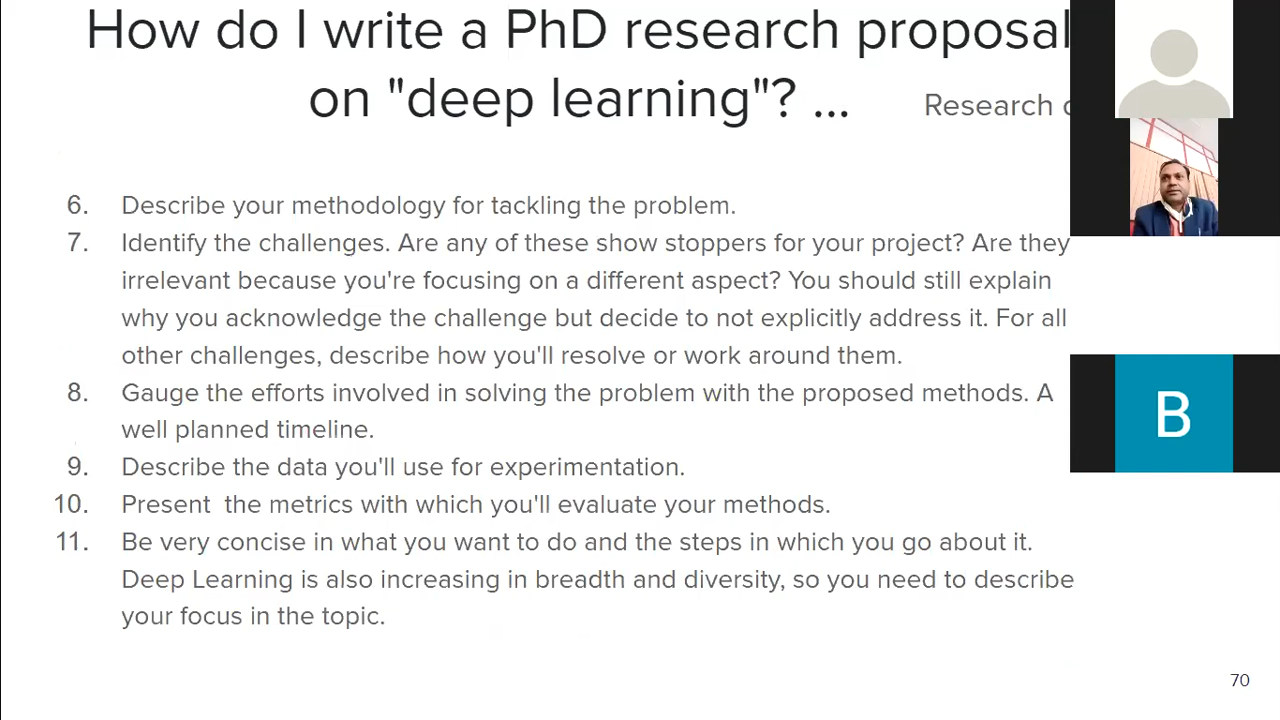 How do I write a PhD research proposal
on "deep learning"? ...
Research
6. Describe your methodology for tackling the problem.
7. Identify the challenges. Are any of these show stoppers for your project? Are they
irrelevant because you're focusing on a different aspect? You should still explain
why you acknowledge the challenge but decide to not explicitly address it. For all
other challenges, describe how you'll resolve or work around them.
8. Gauge the efforts involved in solving the problem with the proposed methods. A
well planned timeline.
9. Describe the data you'll use for experimentation.
10. Present  the metrics with which you'll evaluate your methods.
11. Be very concise in what you want to do and the steps in which you go about it.
Deep Learning is also increasing in breadth and diversity, so you need to describe
your focus in the topic.
B
70